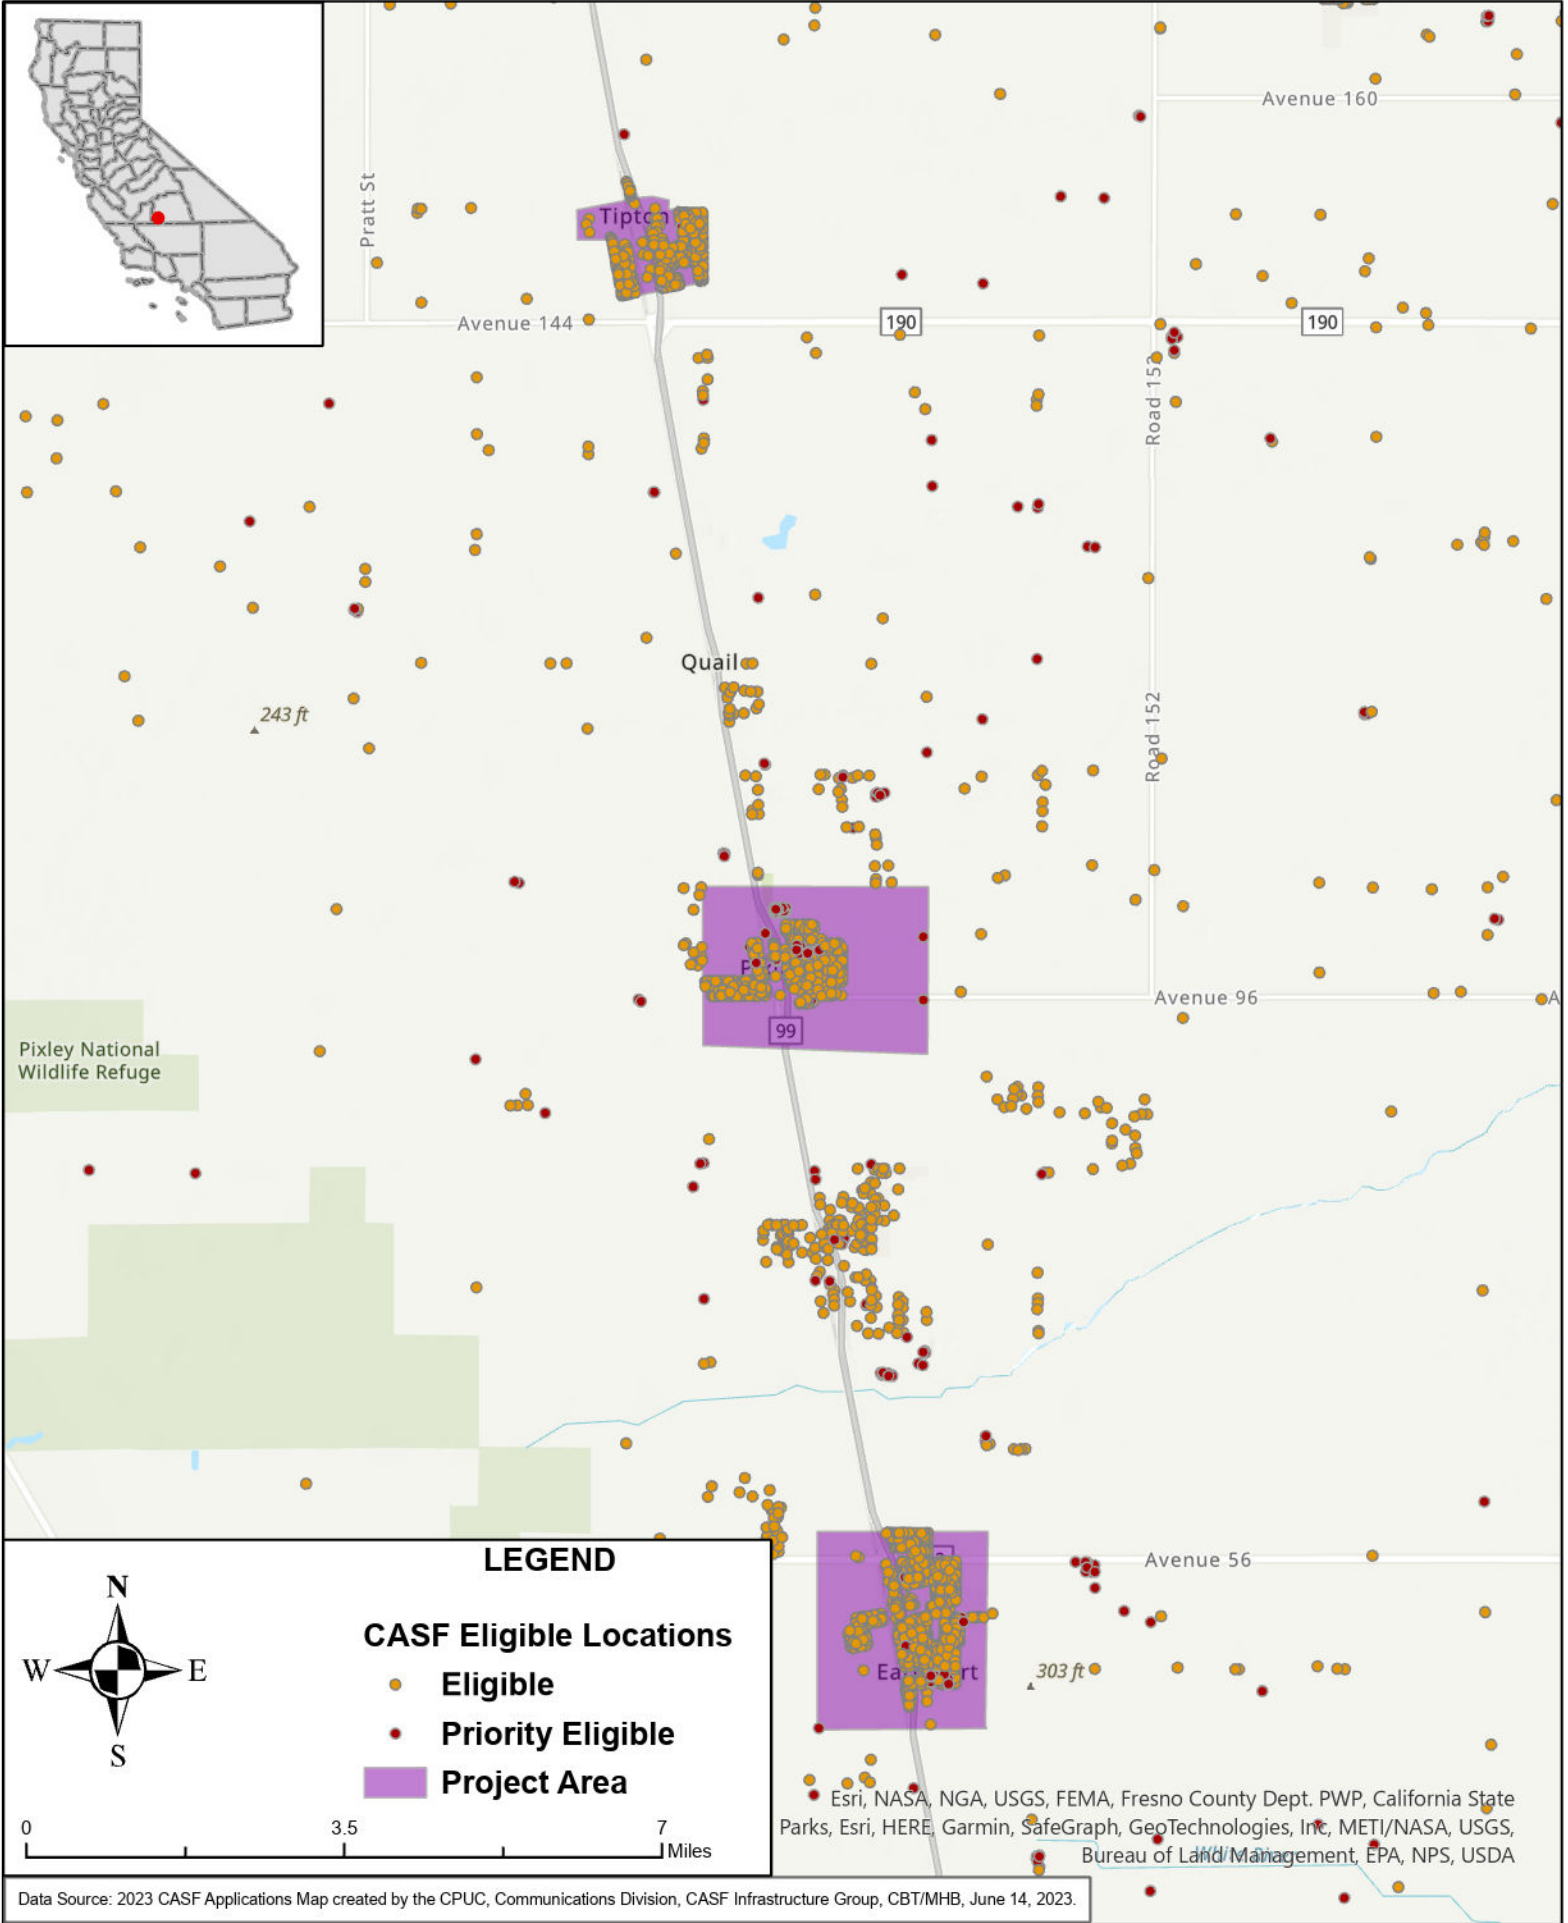 Avenue 160
Pratt St
Tipton
Avenue 144
190
190
Road 152
Quail
243 ft
Road 152
99
Avenue 96
A
Pixley National
Wildlife Refuge
Avenue 56
303 ft
LEGEND
CASF Eligible Locations
Eligible
Priority Eligible
Project Area
N
W
E
S
0
3.5
7
Miles
Esri, NASA, NGA, USGS, FEMA, Fresno County Dept. PWP, California State
Parks, Esri, HERE, Garmin, SafeGraph, GeoTechnologies, Inc, METI/NASA, USGS,
Bureau of Land Management, EPA, NPS, USDA
Data Source: 2023 CASF Applications Map created by the CPUC, Communications Division, CASF Infrastructure Group, CBT/MHB, June 14, 2023.